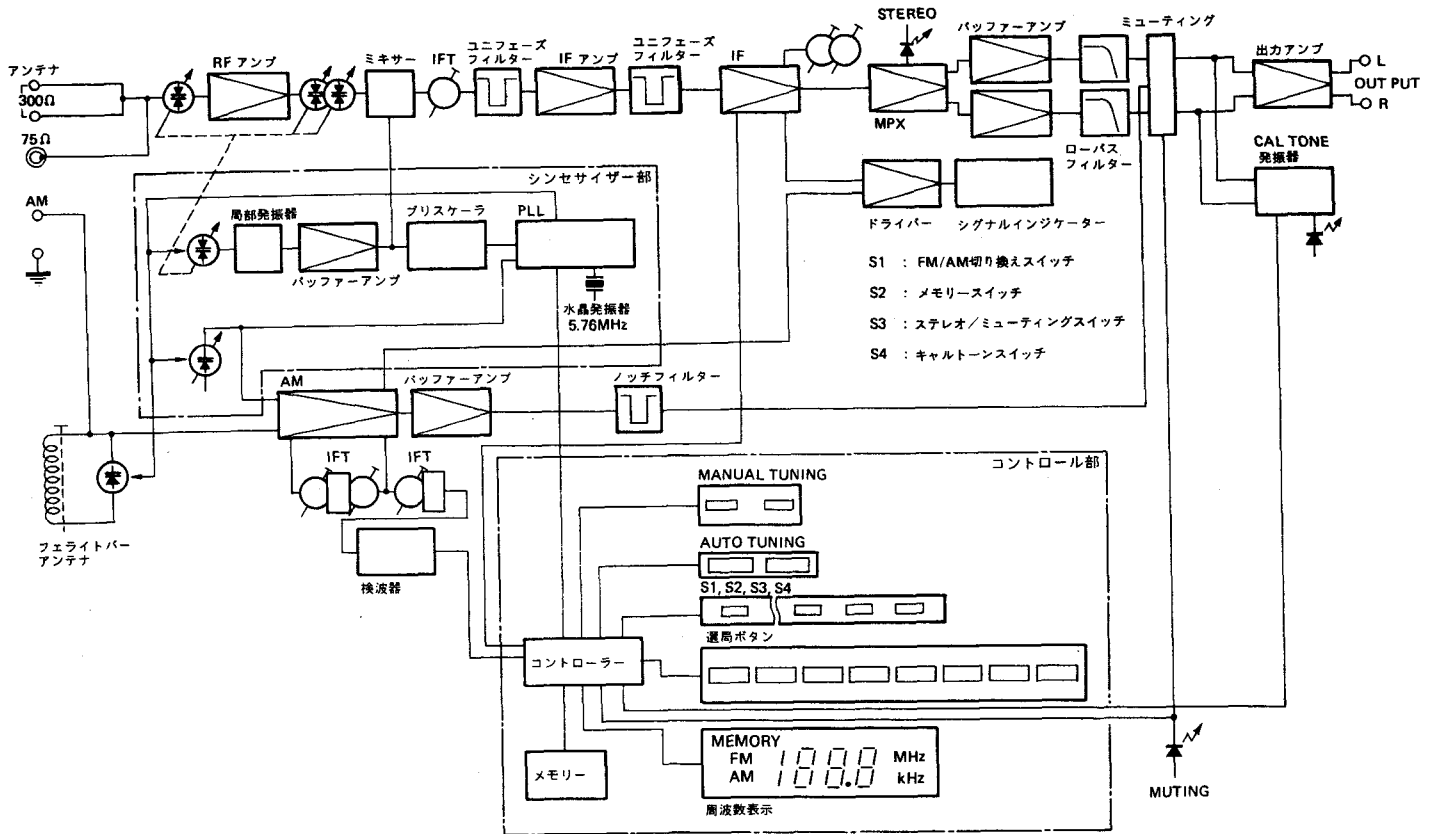 STEREO
バッファーアンプ
ミューティング
アンテナ
300Ω
75Ω
RF アンプ
ミキサー
IFT
ユニフェーズ
フィルター
IF アンプ
ユニフェーズ
フィルター
IF
MPX
ローパス
フィルター
出力アンプ
L
OUT PUT
R
CAL TONE
発振器
AM
シンセサイザー部
局部発振器
バッファーアンプ
プリスケーラ
PLL
水晶発振器
5.76MHz
ドライバー
シグナルインジケーター
S1 : FM/AM切り換えスイッチ
S2 : メモリースイッチ
S3 : ステレオ/ミューティングスイッチ
S4 : キャルトーンスイッチ
AM
バッファーアンプ
ノッチフィルター
IFT
IFT
フェライトバー
アンテナ
検波器
コントロール部
MANUAL TUNING
AUTO TUNING
S1, S2, S3, S4
選局ボタン
コントローラー
メモリー
MEMORY
FM 188.8 MHz
AM kHz
周波数表示
MUTING